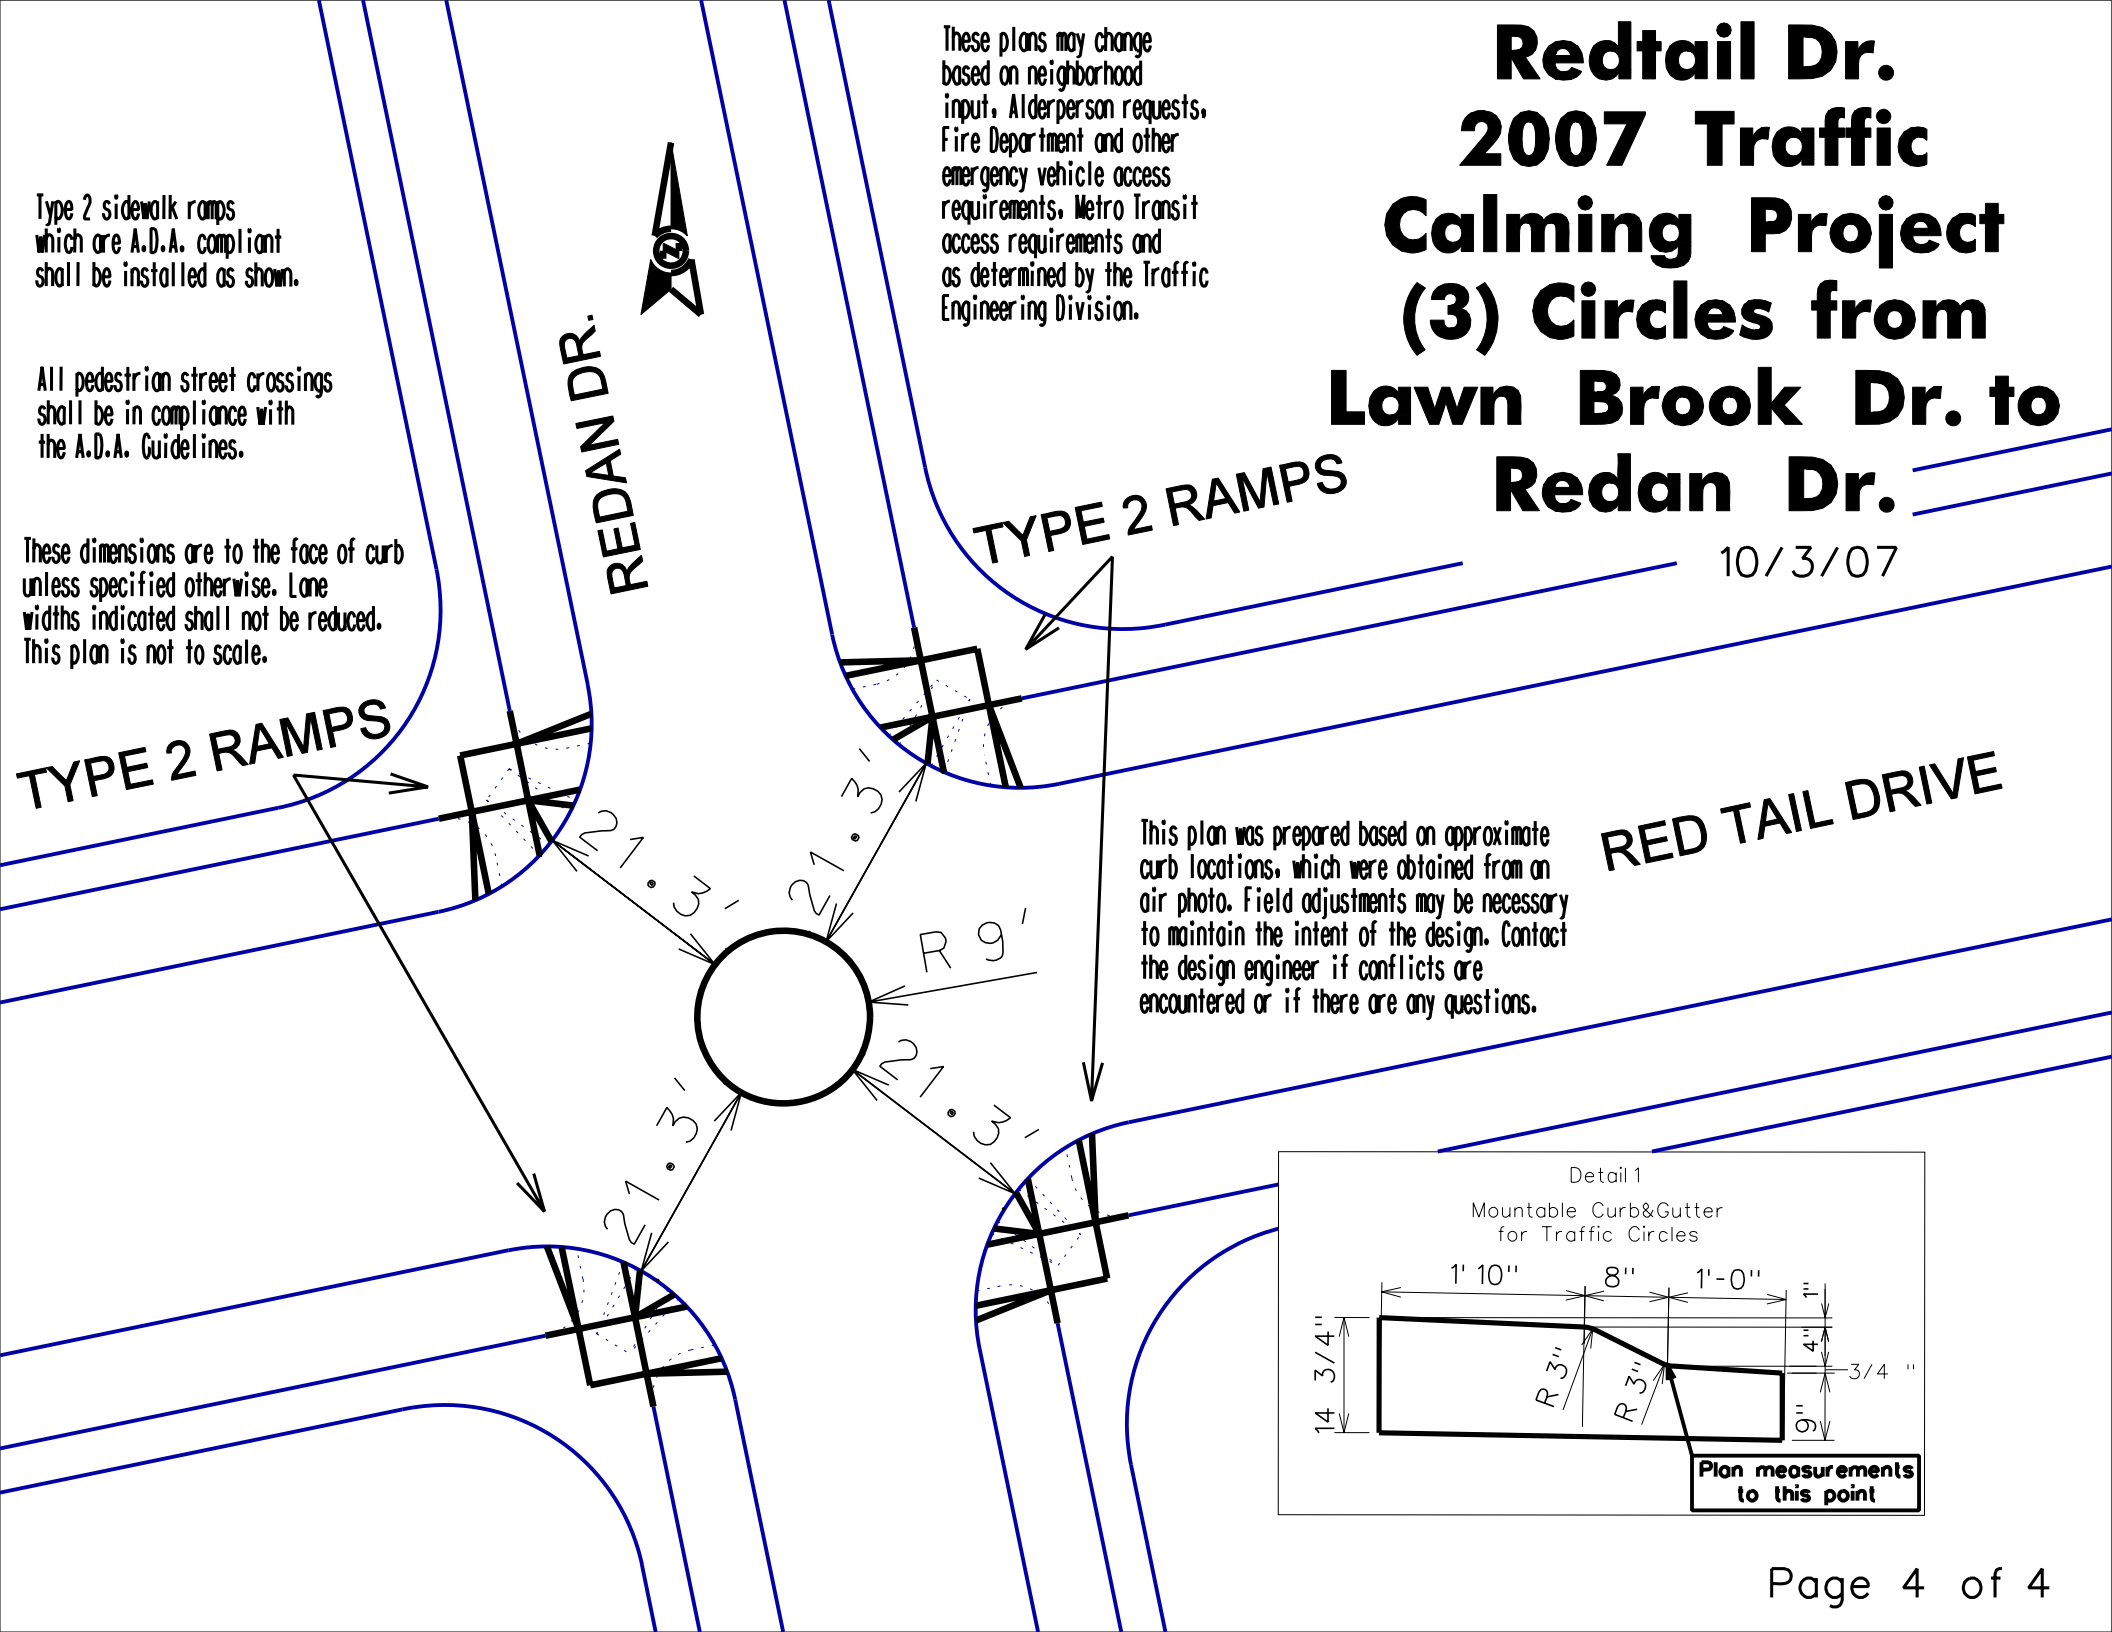 Redtail Dr.
2007 Traffic
Calming Project
(3) Circles from
Lawn Brook Dr. to
Redan Dr.
10/3/07
These plans may change
based on neighborhood
input, Alderperson requests,
Fire Department and other
emergency vehicle access
requirements, Metro Transit
access requirements and
as determined by the Traffic
Engineering Division.
Type 2 sidewalk ramps
which are A.D.A. compliant
shall be installed as shown.
All pedestrian street crossings
shall be in compliance with
the A.D.A. Guidelines.
These dimensions are to the face of curb
unless specified otherwise. Lane
widths indicated shall not be reduced.
This plan is not to scale.
N
REDAN DR.
TYPE 2 RAMPS
TYPE 2 RAMPS
RED TAIL DRIVE
21.3'
21.3'
R 9'
21.3'
21.3'
This plan was prepared based on approximate
curb locations, which were obtained from an
air photo. Field adjustments may be necessary
to maintain the intent of the design. Contact
the design engineer if conflicts are
encountered or if there are any questions.
Detail 1
Mountable Curb&Gutter
for Traffic Circles
1' 10"
8"
1'-0"
1"
4"
3/4 "
9"
14 3/4"
R 3"
R 3"
Plan measurements
to this point
Page 4 of 4